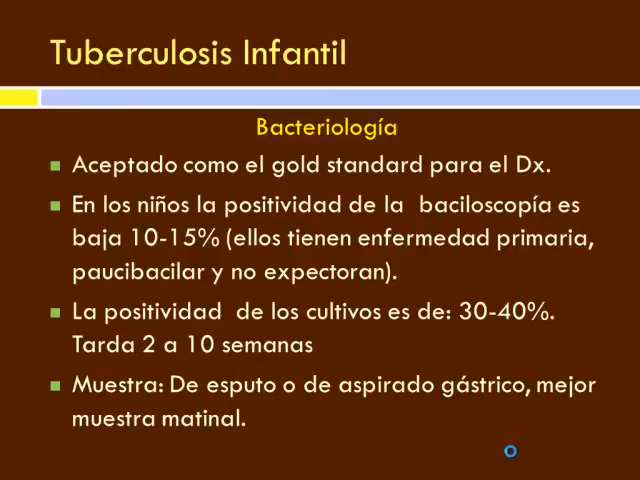 Tuberculosis Infantil
Bacteriología
Aceptado como el gold standard para el Dx.
En los niños la positividad de la baciloscopía es
baja 10-15% (ellos tienen enfermedad primaria,
paucibacilar y no expectoran).
La positividad de los cultivos es de: 30-40%.
Tarda 2 a 10 semanas
Muestra: De esputo o de aspirado gástrico, mejor
muestra matinal.